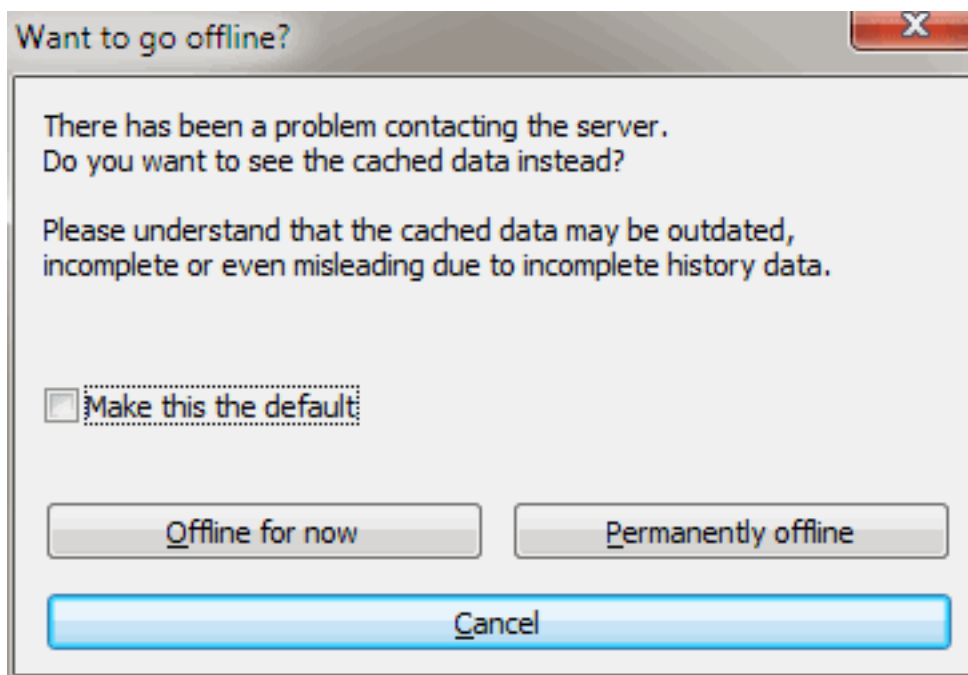 Want to go offline?
There has been a problem contacting the server.
Do you want to see the cached data instead?
Please understand that the cached data may be outdated,
incomplete or even misleading due to incomplete history data.
Make this the default
Offline for now
Permanently offline
Cancel